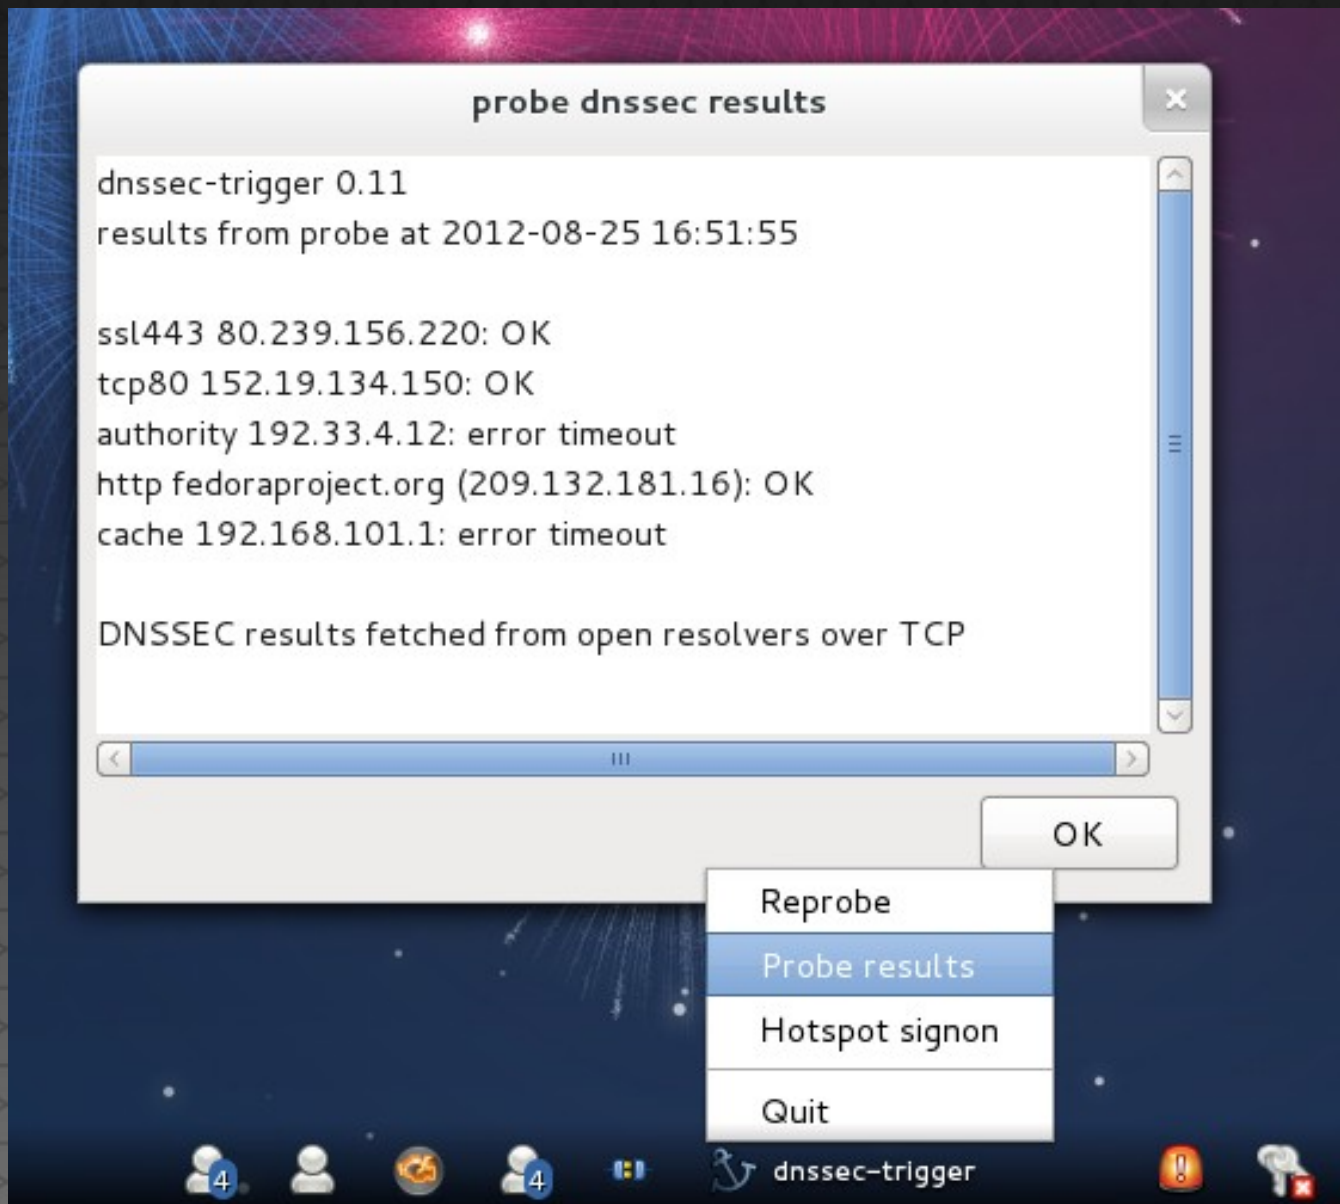 probe dnssec results
dnssec-trigger 0.11
results from probe at 2012-08-25 16:51:55
ssl443 80.239.156.220: OK
tcp80 152.19.134.150: OK
authority 192.33.4.12: error timeout
http fedoraproject.org (209.132.181.16): OK
cache 192.168.101.1: error timeout
DNSSEC results fetched from open resolvers over TCP
OK
Reprobe
Probe results
Hotspot signon
Quit
4
4
dnssec-trigger